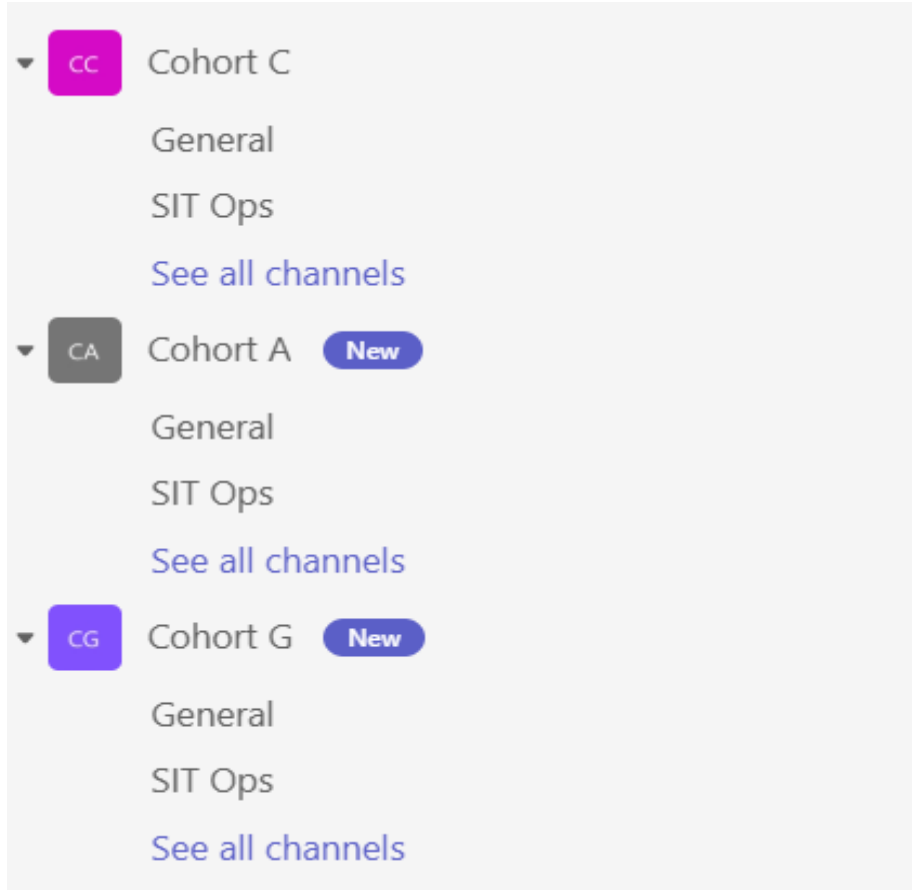 CC Cohort C
General
SIT Ops
See all channels
CA Cohort A New
General
SIT Ops
See all channels
CG Cohort G New
General
SIT Ops
See all channels